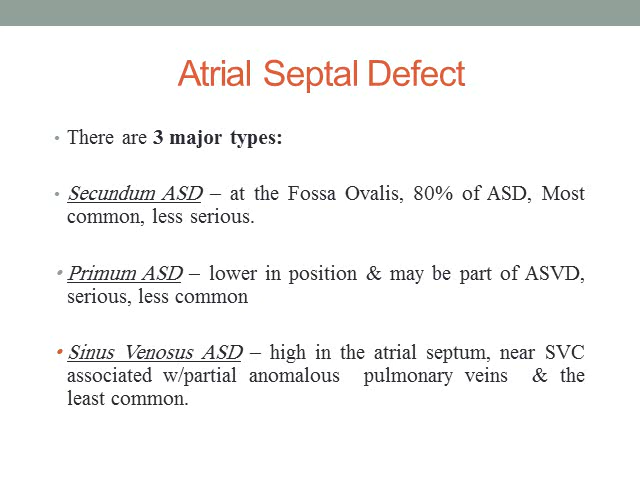 Atrial Septal Defect
• There are 3 major types:
• Secundum ASD – at the Fossa Ovalis, 80% of ASD, Most
common, less serious.
• Primum ASD – lower in position & may be part of ASVD,
serious, less common
• Sinus Venosus ASD – high in the atrial septum, near SVC
associated w/partial anomalous pulmonary veins & the
least common.